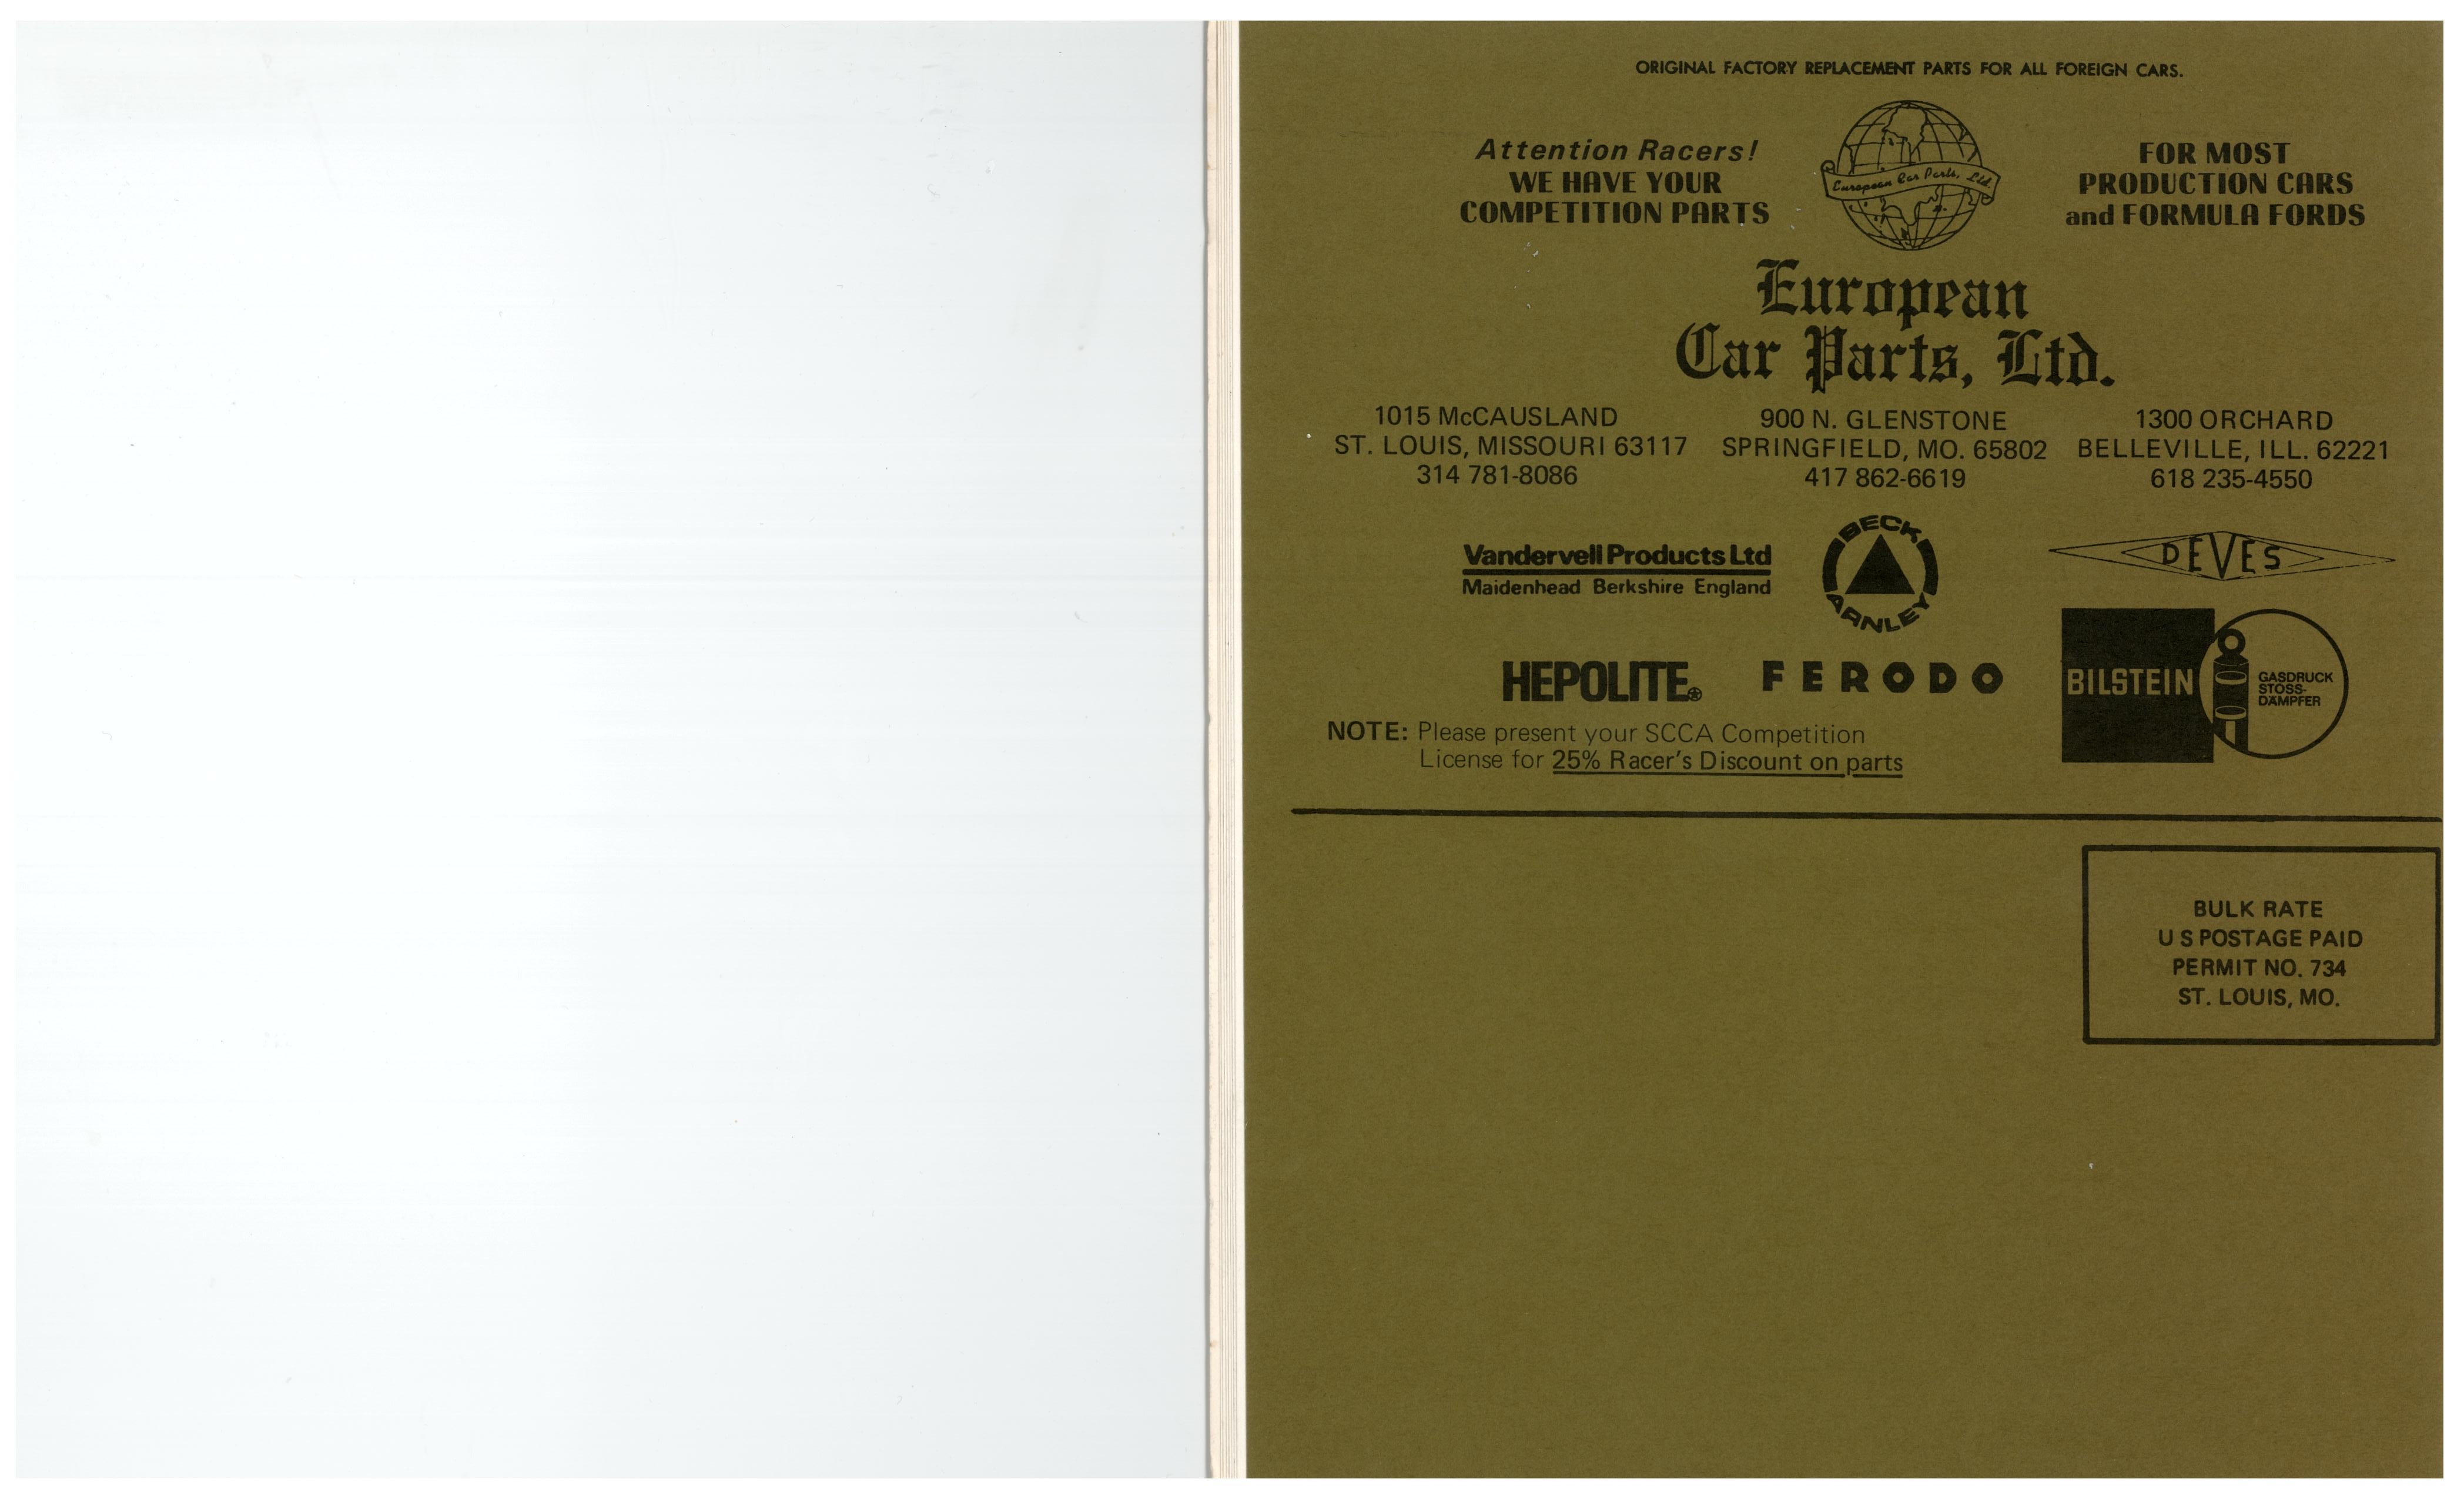 ORIGINAL FACTORY REPLACEMENT PARTS FOR ALL FOREIGN CARS.
Attention Racers!
WE HAVE YOUR
COMPETITION PARTS
European Car Parts, Ltd.
FOR MOST
PRODUCTION CARS
and FORMULA FORDS
European
Car Parts, Ltd.
1015 McCAUSLAND
ST. LOUIS, MISSOURI 63117
314 781-8086
900 N. GLENSTONE
SPRINGFIELD, MO. 65802
417 862-6619
1300 ORCHARD
BELLEVILLE, ILL. 62221
618 235-4550
Vandervell Products Ltd
Maidenhead Berkshire England
BECK
ARNLEY
DEVES
HEPOLITE
FERODO
BILSTEIN
GASDRUCK
STOSS-
DÄMPFER
NOTE: Please present your SCCA Competition
License for 25% Racer's Discount on parts
BULK RATE
U S POSTAGE PAID
PERMIT NO. 734
ST. LOUIS, MO.